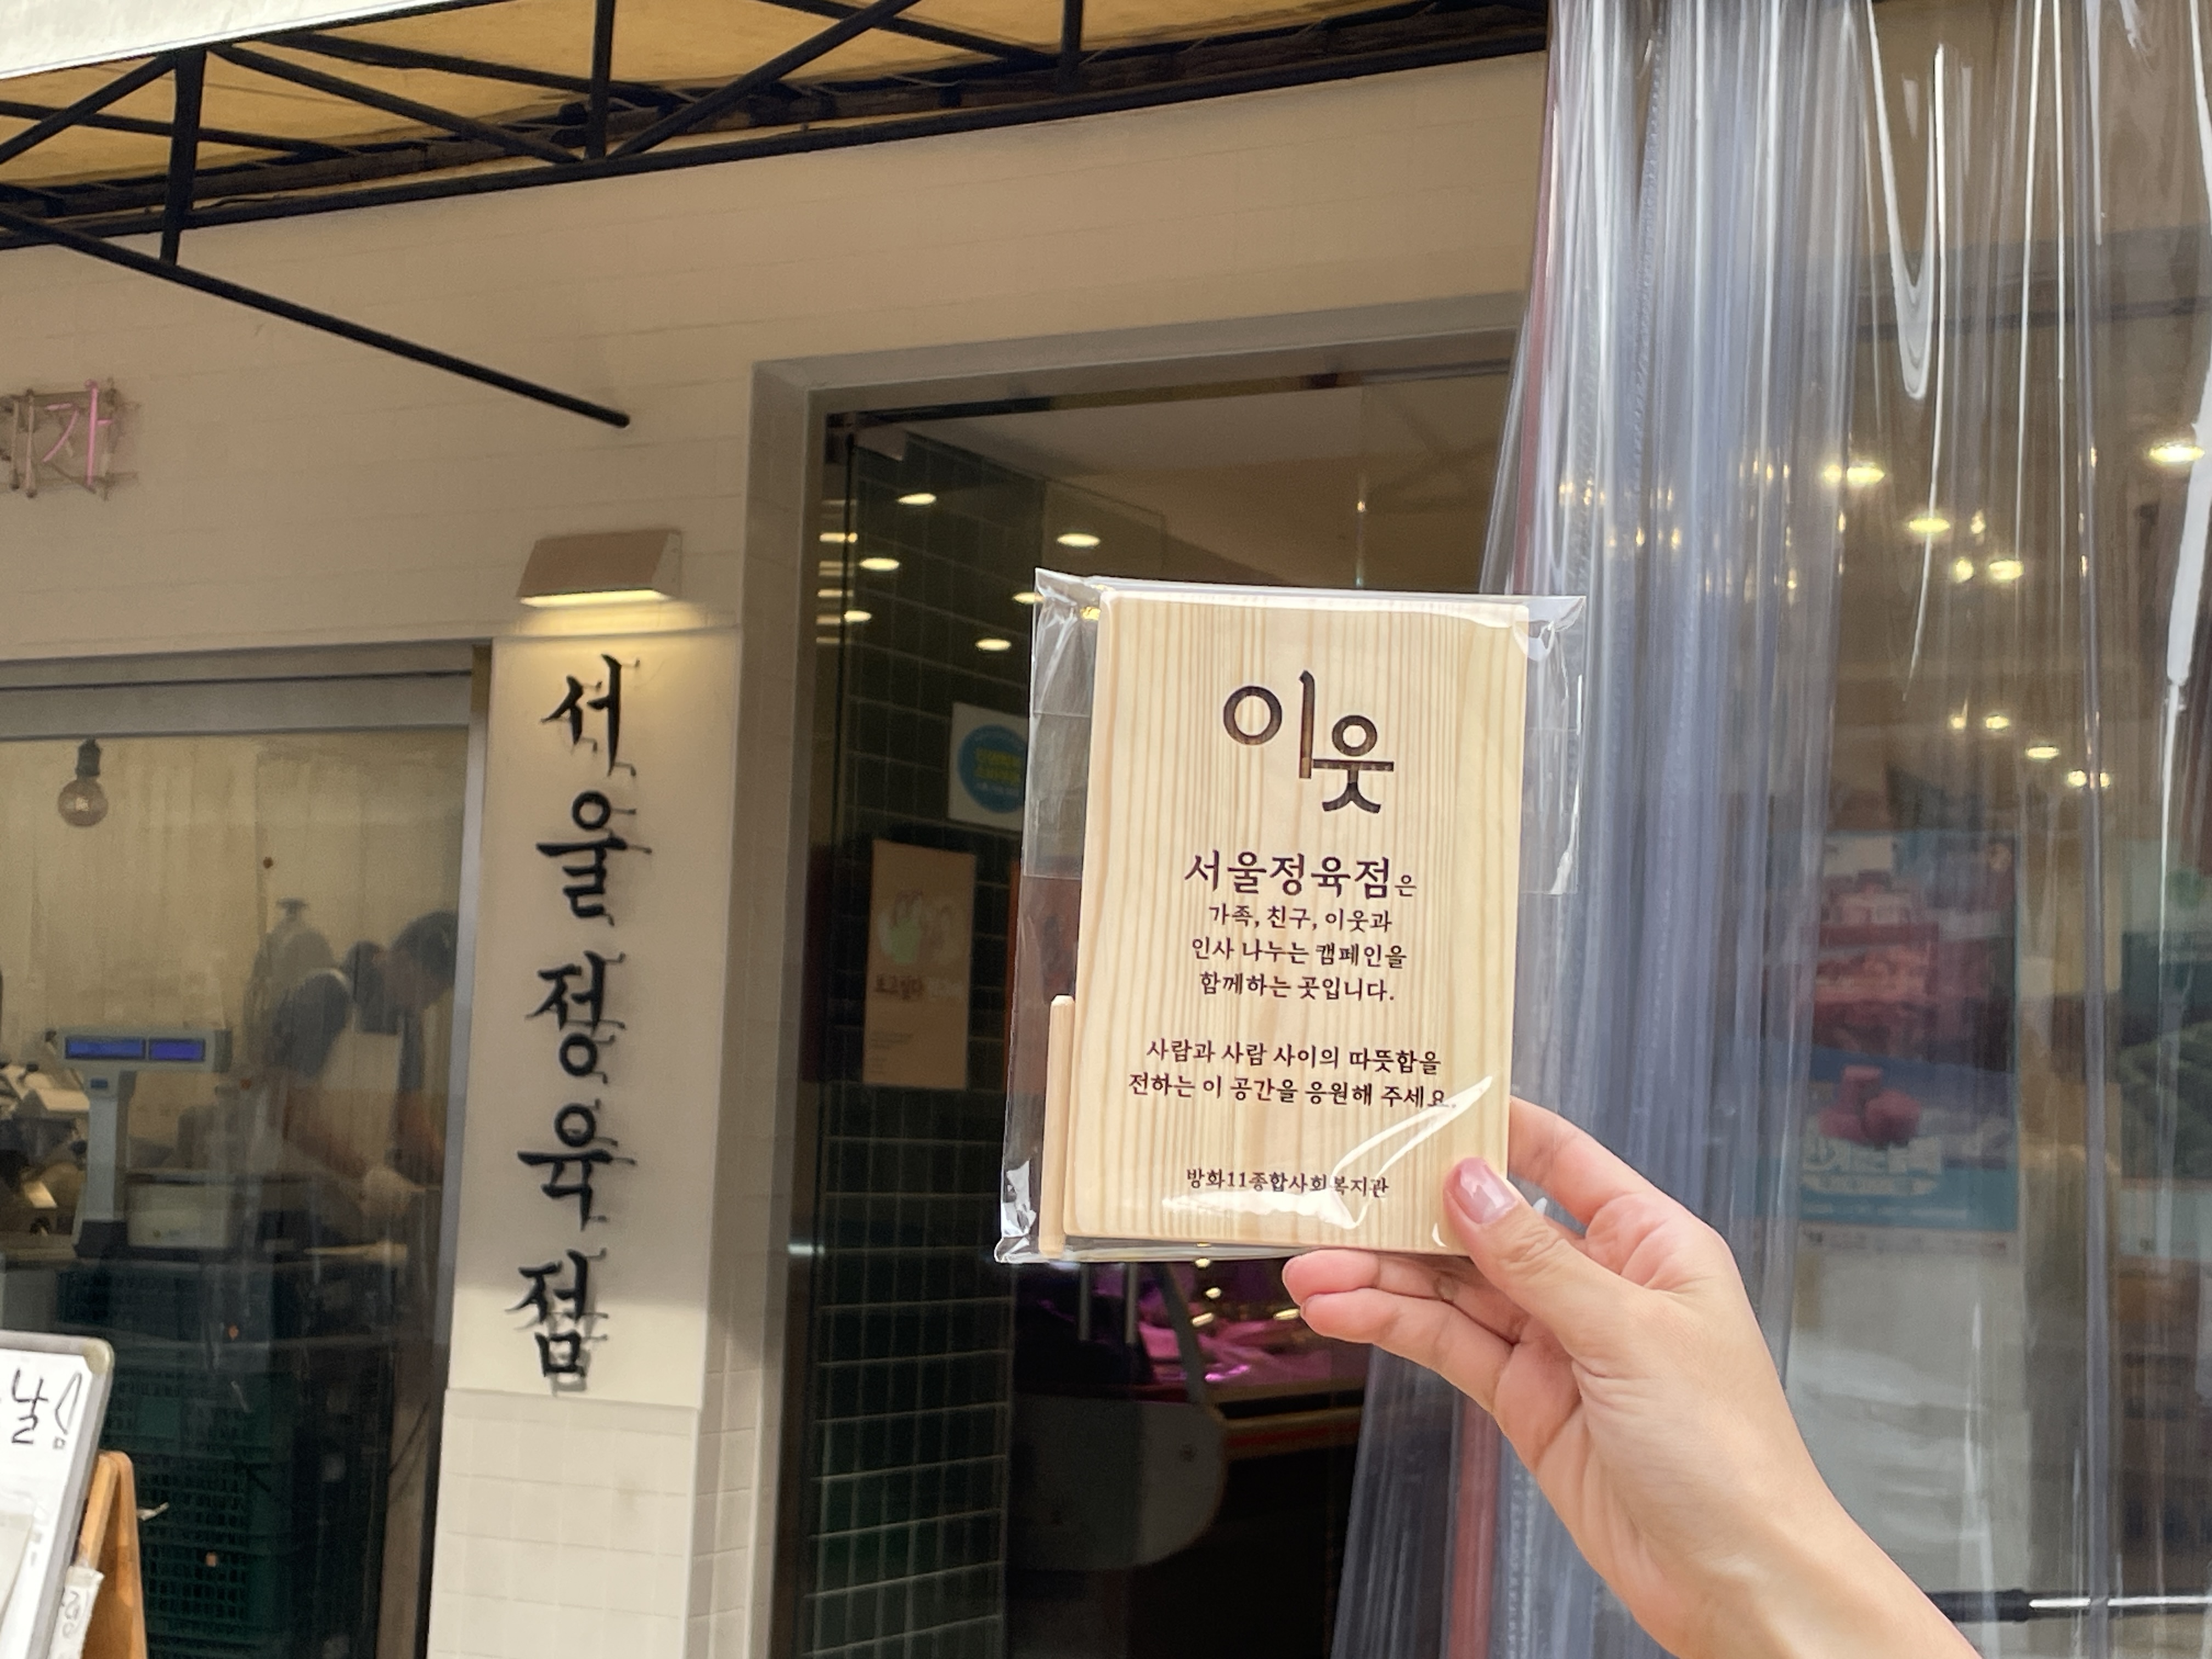 서울정육점
이웃
서울정육점은
가족, 친구, 이웃과
인사 나누는 캠페인을
함께하는 곳입니다.
사람과 사람 사이의 따뜻함을
전하는 이 공간을 응원해 주세요.
방화11종합사회복지관